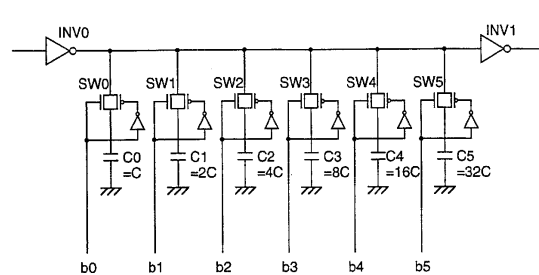 INV0 INV1
SW0 SW1 SW2 SW3 SW4 SW5
C0 C1 C2 C3 C4 C5
=C =2C =4C =8C =16C =32C
b0 b1 b2 b3 b4 b5